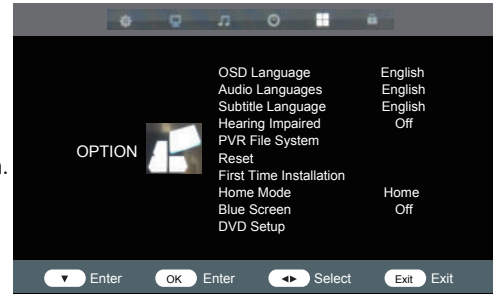 OSD Language English
Audio Languages English
Subtitle Language English
Hearing Impaired Off
PVR File System
OPTION
Reset
First Time Installation
Home Mode Home
Blue Screen Off
DVD Setup
Enter OK Enter Select Exit Exit